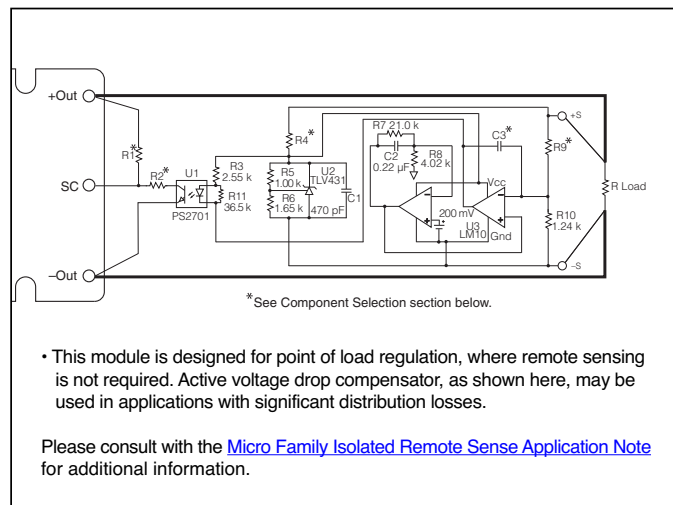 +Out
SC
–Out
R1*
R2*
U1
PS2701
R3
2.55 k
R11
36.5 k
R4*
R5
1.00 k
R6
1.65 k
U2
TLV431
470 pF
C1
R7 21.0 k
C2
0.22 µF
R8
4.02 k
200 mV
Vcc
U3
LM10
Gnd
C3*
R9*
R10
1.24 k
+S
–S
R Load
*See Component Selection section below.
• This module is designed for point of load regulation, where remote sensing
is not required. Active voltage drop compensator, as shown here, may be
used in applications with significant distribution losses.
Please consult with the Micro Family Isolated Remote Sense Application Note
for additional information.